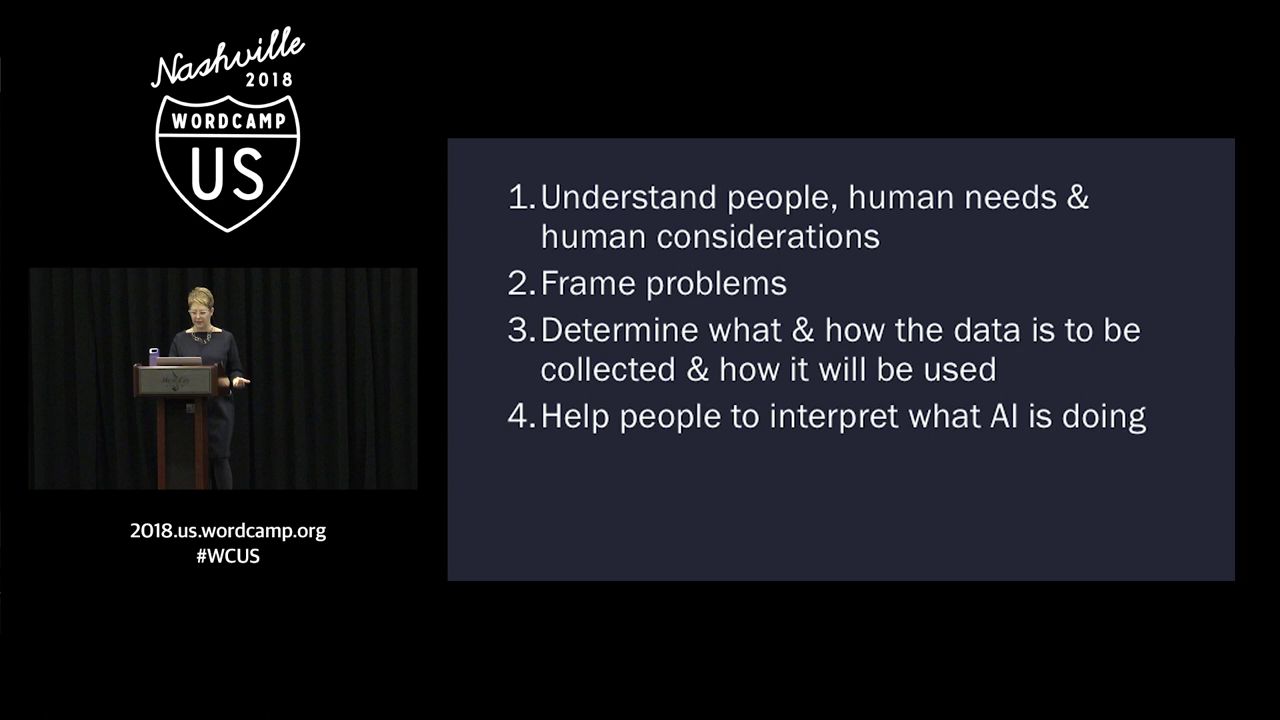 Nashville
2018
WORDCAMP
US
1. Understand people, human needs &
human considerations
2. Frame problems
3. Determine what & how the data is to be
collected & how it will be used
4. Help people to interpret what AI is doing
2018.us.wordcamp.org
#WCUS